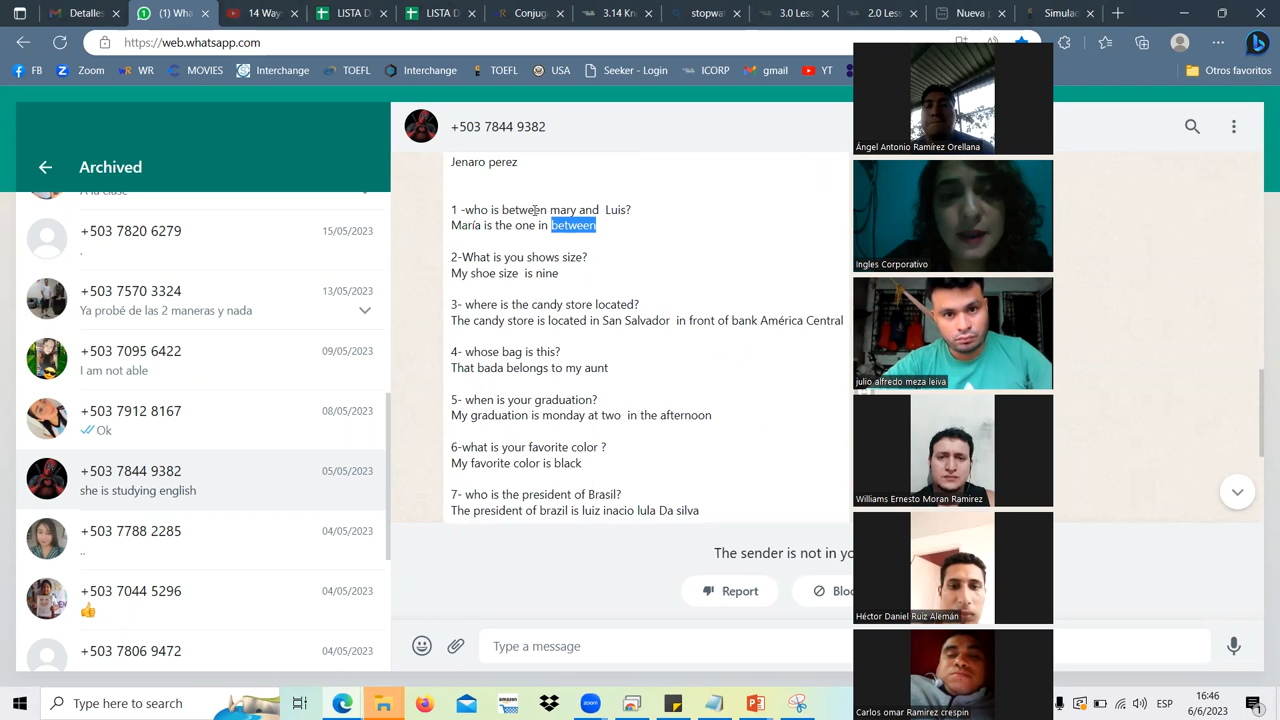 WhatsApp
14 Ways
LISTA D
LISTA D
Conjug
3.14 Kn
stopwar
3.0 Less
2.0 Les
Simulac
https://web.whatsapp.com
FB
Zoom
WR
MOVIES
Interchange
TOEFL
Interchange
TOEFL
USA
Seeker - Login
ICORP
gmail
YT
Otros favoritos
Archived
A la clase
+503 7820 6279
15/05/2023
.
+503 7570 3247
13/05/2023
Ya probé de las 2 maneras y nada
+503 7095 6422
09/05/2023
I am not able
+503 7912 8167
08/05/2023
Ok
+503 7844 9382
05/05/2023
she is studying english
+503 7788 2285
04/05/2023
..
+503 7044 5296
04/05/2023
👍
+503 7806 9472
04/05/2023
+503 7844 9382
Jenaro perez
1 -who is between mary and Luis?
María is the one in between
2-What is you shows size?
My shoe size is nine
3- where is the candy store located?
The candy store is located in San Salvador in front of bank América Central
4- whose bag is this?
That bada belongs to my aunt
5- when is your graduation?
My graduation is monday at two in the afternoon
6-what is your favorite color ?
My favorite color is black
7- who is the president of Brasil?
The president of brazil is luiz inacio lula Da silva
The sender is not in yo
Report
Bloc
Type a message
Ángel Antonio Ramírez Orellana
Ingles Corporativo
julio alfredo meza leiva
Williams Ernesto Moran Ramirez
Héctor Daniel Ruiz Alemán
Carlos omar Ramirez crespin
Type here to search
amazon
zoom
ESP
16:46
1